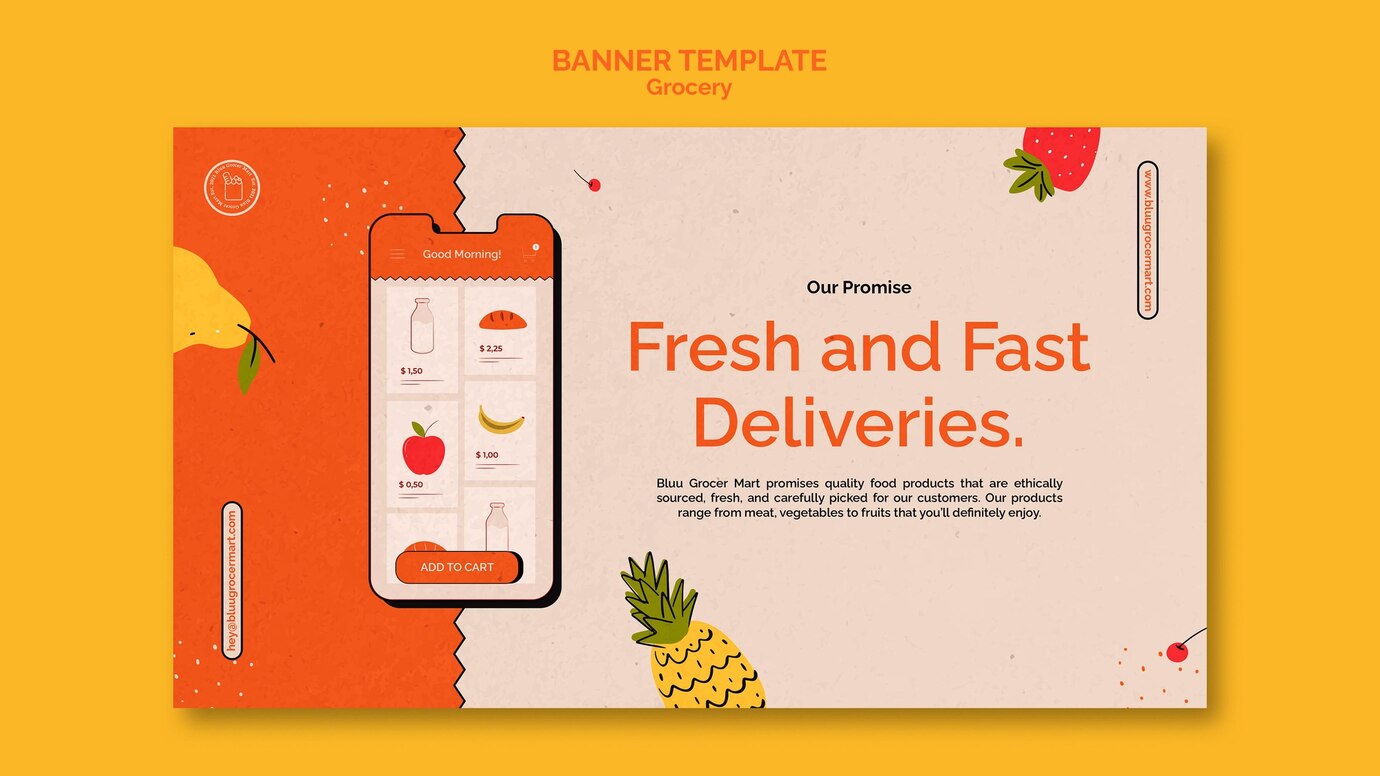 BANNER TEMPLATE
Grocery
www.bluugrocermart.com
Good Morning!
Our Promise
Fresh and Fast
Deliveries.
$ 1,50
$ 2,25
$ 0,50
$ 1,00
ADD TO CART
Bluu Grocer Mart promises quality food products that are ethically
sourced, fresh, and carefully picked for our customers. Our products
range from meat, vegetables to fruits that you'll definitely enjoy.
hey@bluugrocermart.com